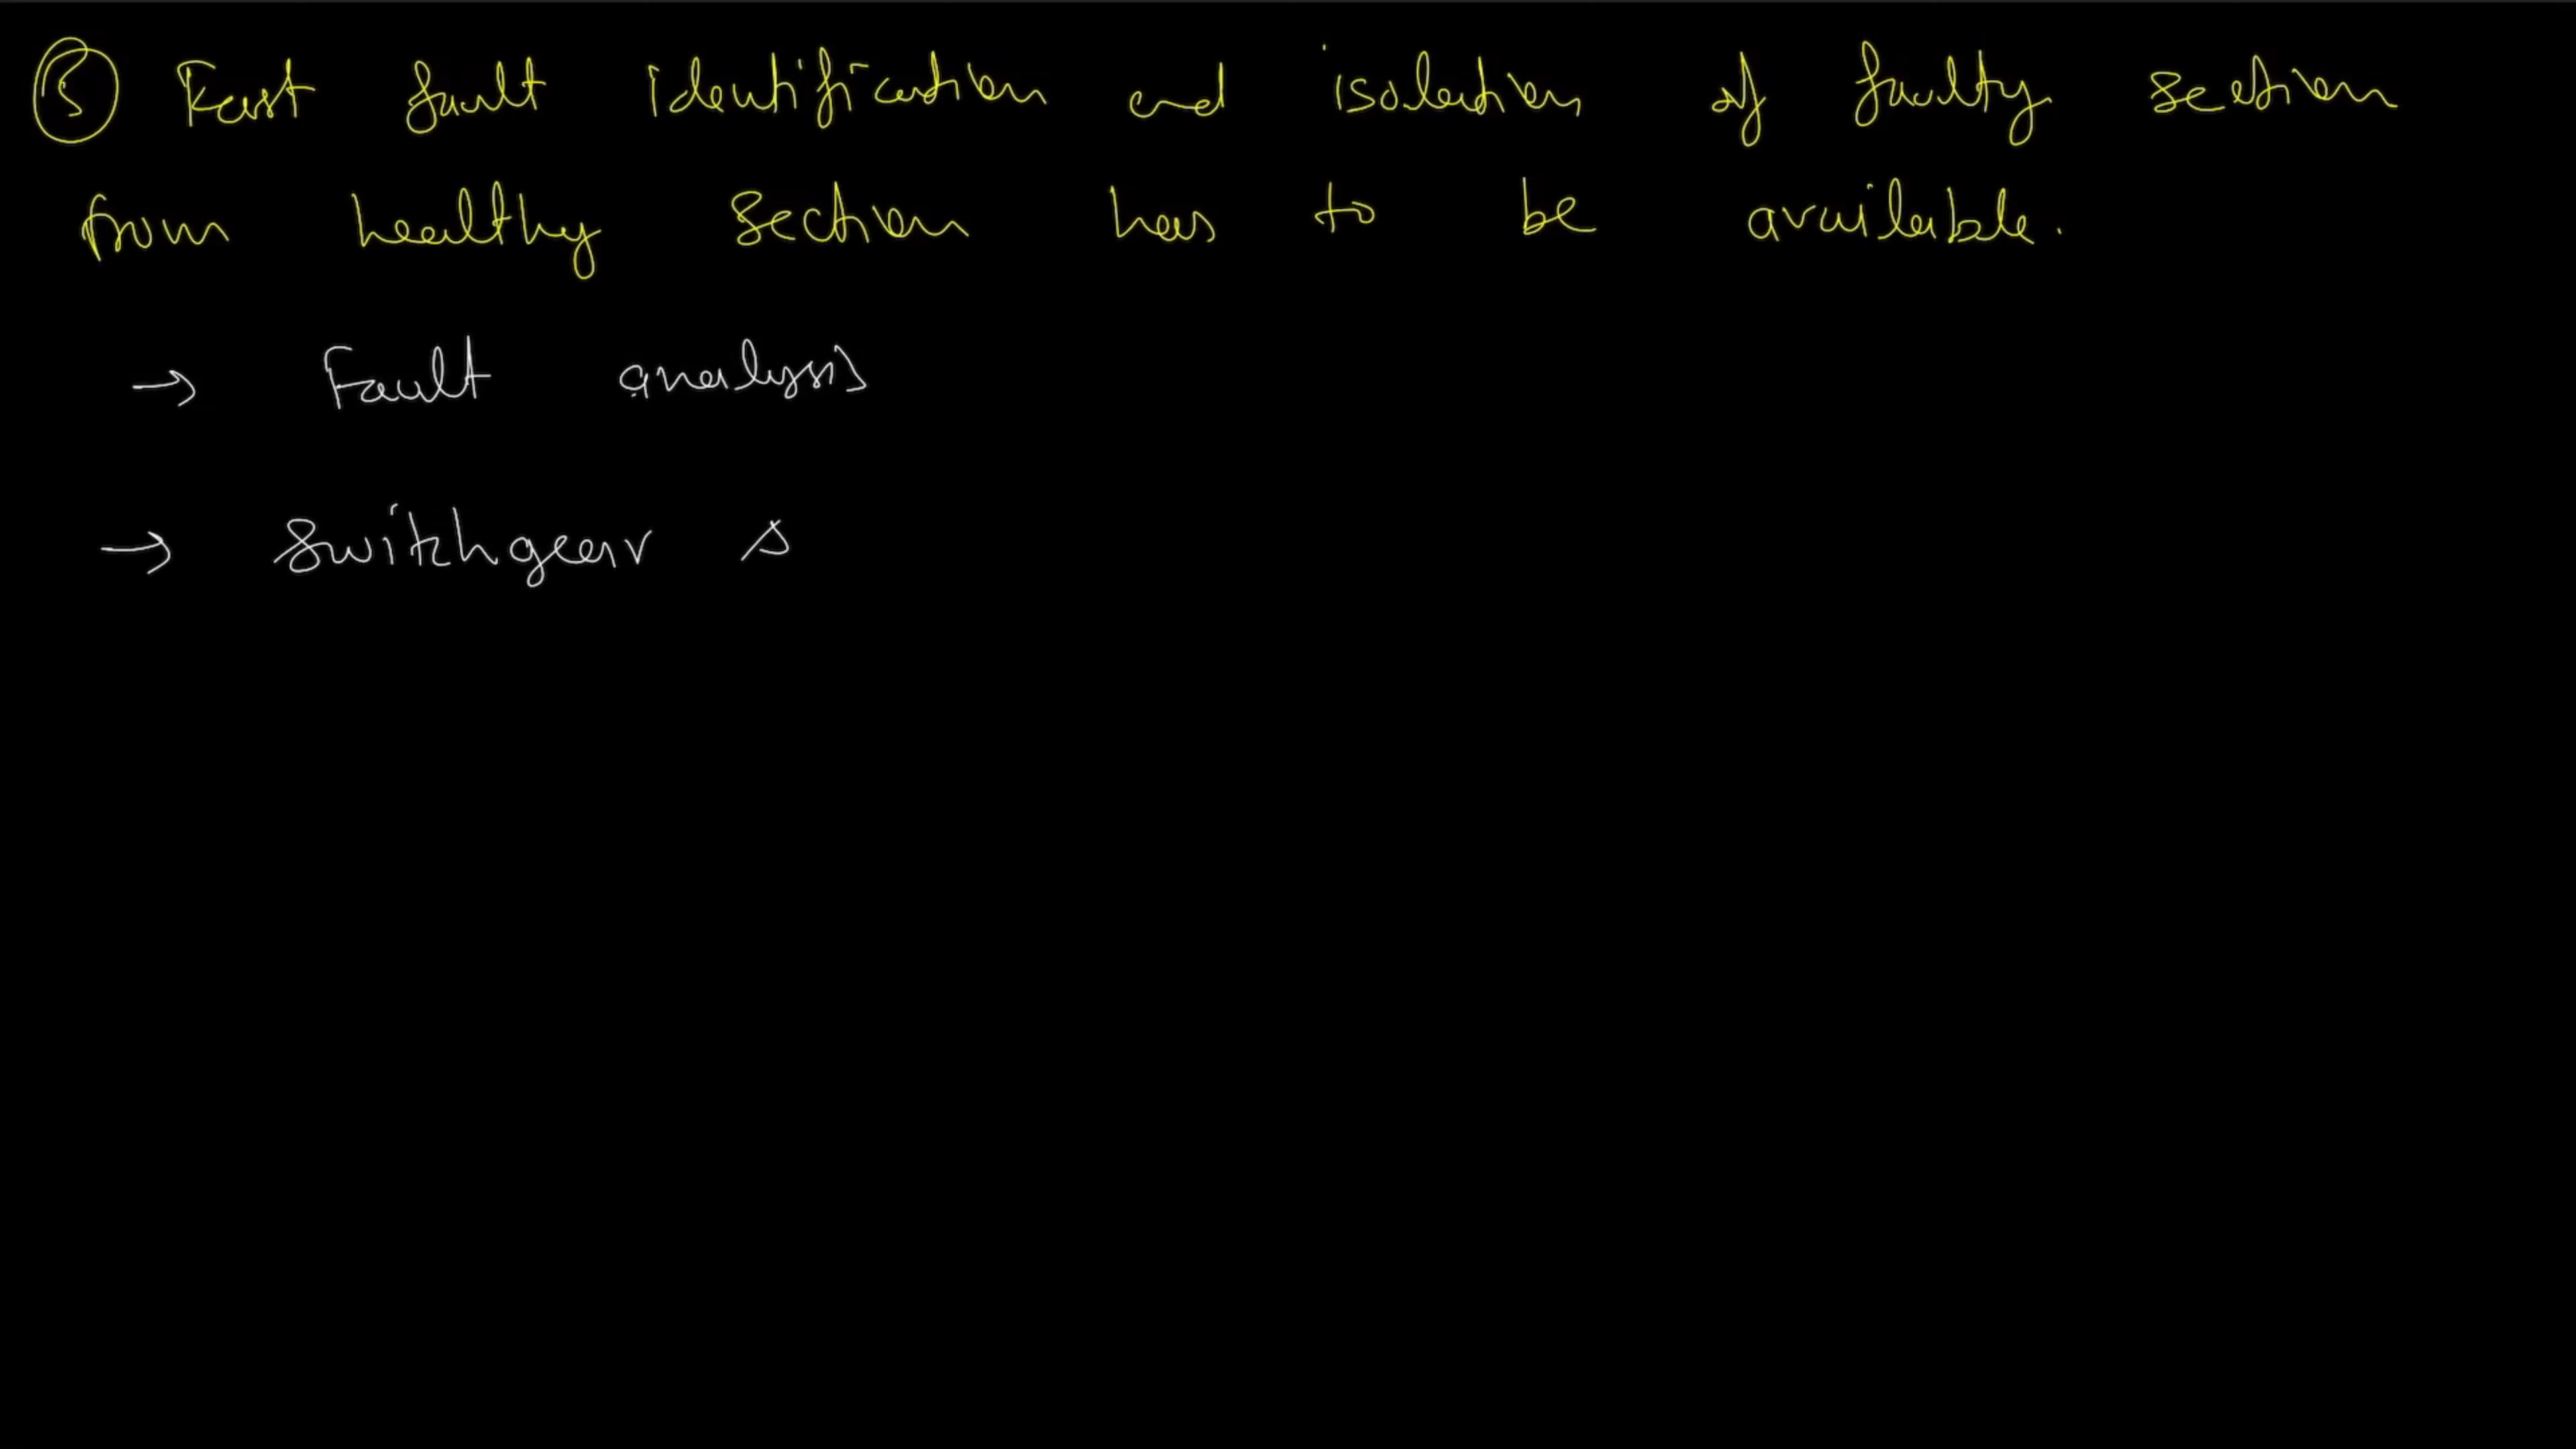 ⑤ Fast fault identification and isolation of faulty section
from healthy section has to be available.
→ Fault analysis
→ Switchgear &